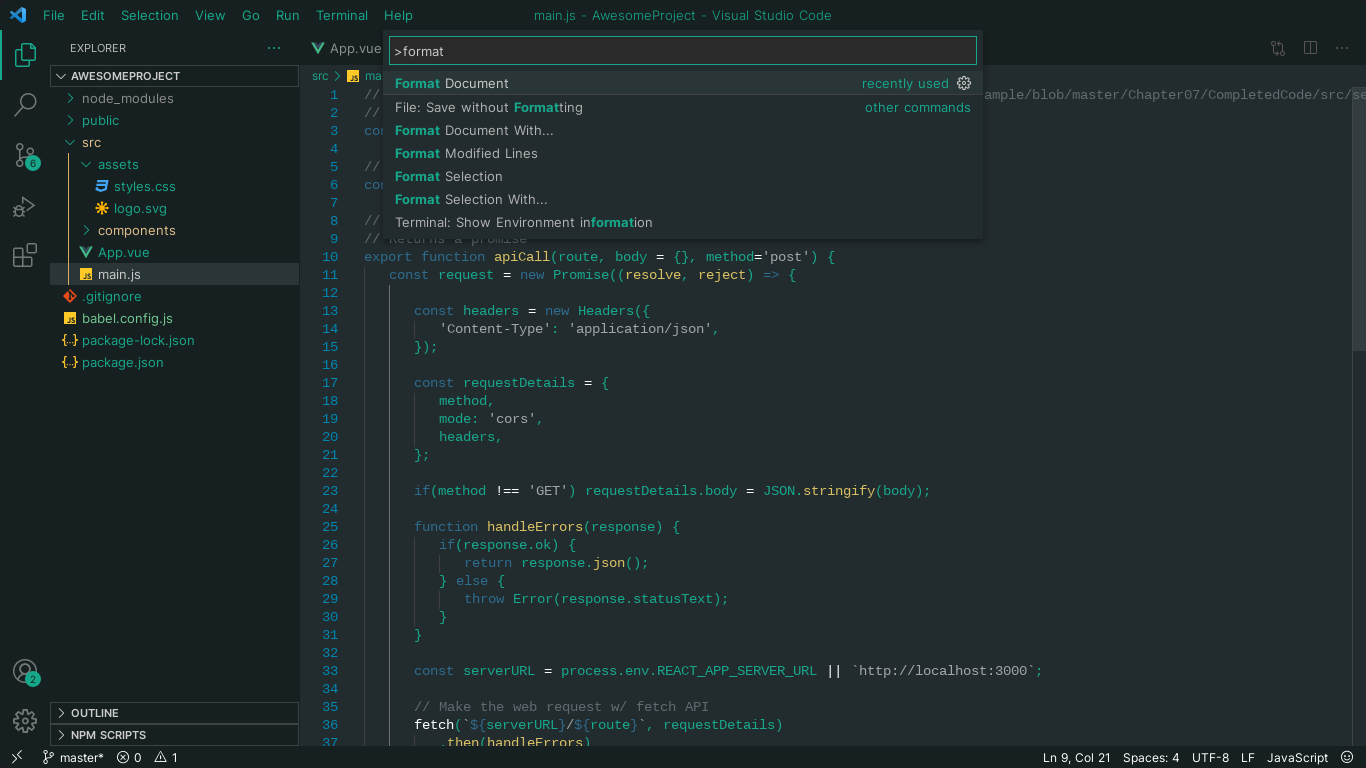 File Edit Selection View Go Run Terminal Help main.js - AwesomeProject - Visual Studio Code
EXPLORER
AWESOMEPROJECT
node_modules
public
src
assets
styles.css
logo.svg
components
App.vue
main.js
.gitignore
babel.config.js
package-lock.json
package.json
OUTLINE
NPM SCRIPTS
6
2
App.vue
>format
Format Document recently used
File: Save without Formatting other commands
Format Document With...
Format Modified Lines
Format Selection
Format Selection With...
Terminal: Show Environment information
src JS
1 // ample/blob/master/Chapter07/CompletedCode/src/se
2 //
3
4
5 //
6
7
8 //
9 // Returns a promise
10 export function apiCall(route, body = {}, method='post') {
11 const request = new Promise((resolve, reject) => {
12
13 const headers = new Headers({
14 'Content-Type': 'application/json',
15 });
16
17 const requestDetails = {
18 method,
19 mode: 'cors',
20 headers,
21 };
22
23 if(method !== 'GET') requestDetails.body = JSON.stringify(body);
24
25 function handleErrors(response) {
26 if(response.ok) {
27 return response.json();
28 } else {
29 throw Error(response.statusText);
30 }
31 }
32
33 const serverURL = process.env.REACT_APP_SERVER_URL || `http://localhost:3000`;
34
35 // Make the web request w/ fetch API
36 fetch(`${serverURL}/${route}`, requestDetails)
37 .then(handleErrors)
master* 0 1 Ln 9, Col 21 Spaces: 4 UTF-8 LF JavaScript